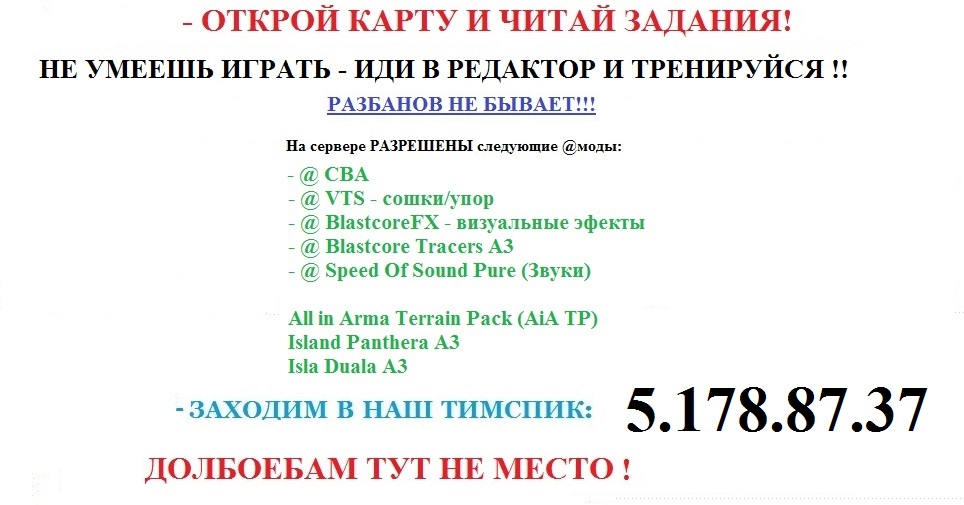 - ОТКРОЙ КАРТУ И ЧИТАЙ ЗАДАНИЯ!
НЕ УМЕЕШЬ ИГРАТЬ - ИДИ В РЕДАКТОР И ТРЕНИРУЙСЯ !!
РАЗБАНОВ НЕ БЫВАЕТ!!!
На сервере РАЗРЕШЕНЫ следующие @моды:
- @ CBA
- @ VTS - сошки/упор
- @ BlastcoreFX - визуальные эфекты
- @ Blastcore Tracers A3
- @ Speed Of Sound Pure (Звуки)
All in Arma Terrain Pack (AiA TP)
Island Panthera A3
Isla Duala A3
- ЗАХОДИМ В НАШ ТИМСПИК: 5.178.87.37
ДОЛБОЕБАМ ТУТ НЕ МЕСТО !